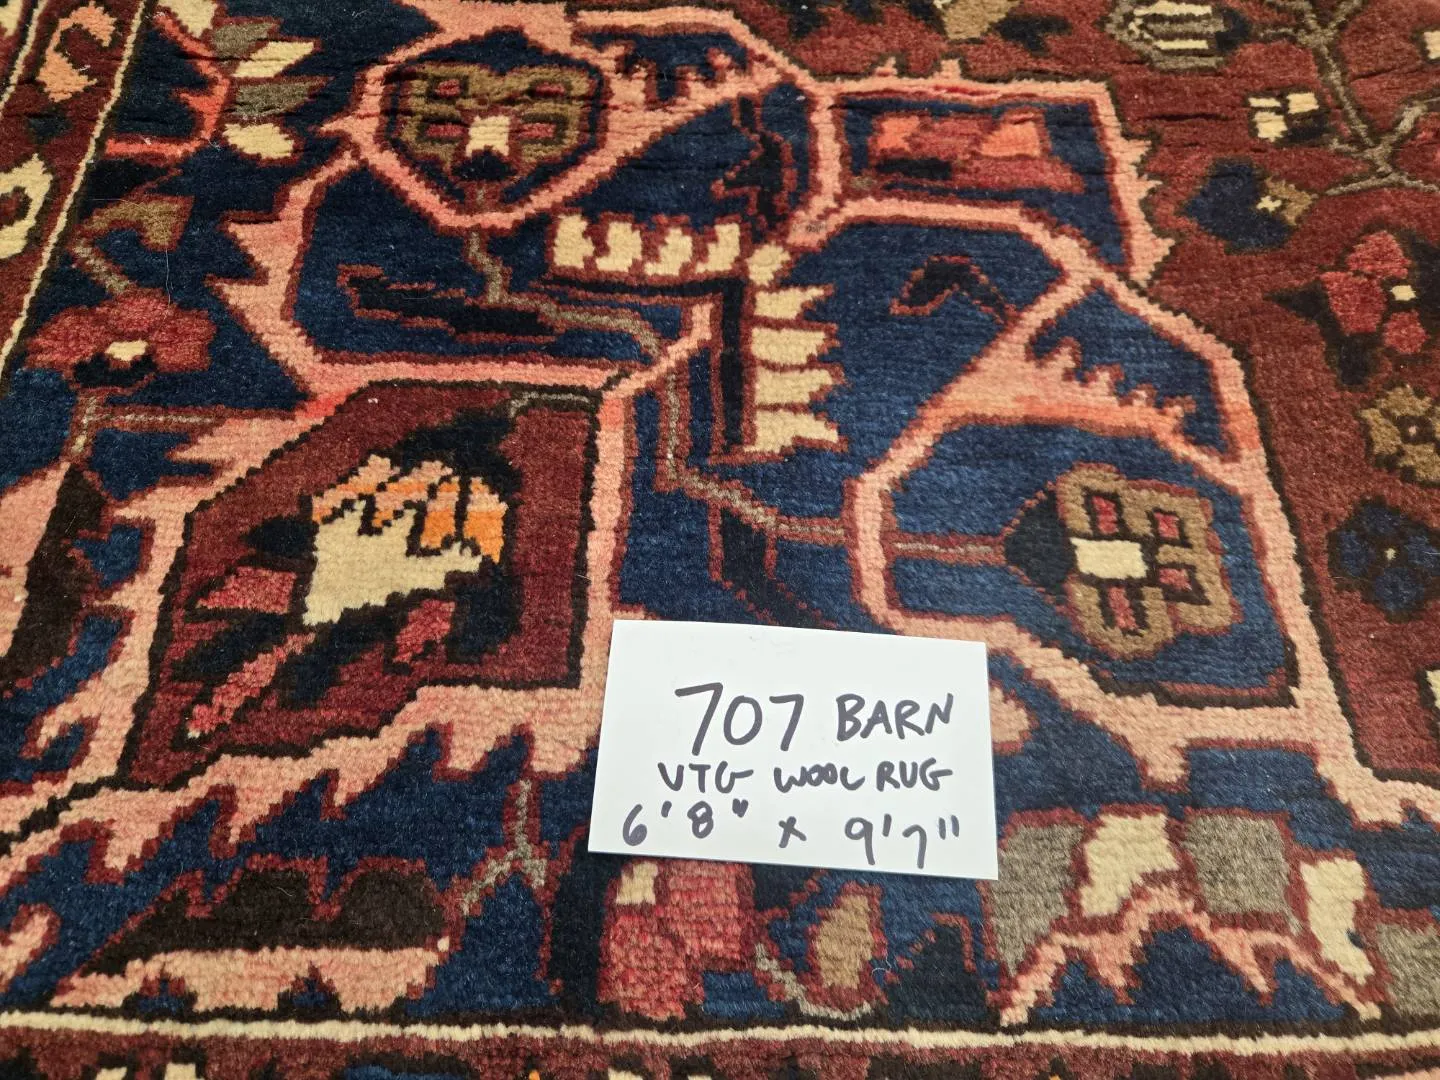 707 BARN
VTG WOOL RUG
6'8" x 9'7"